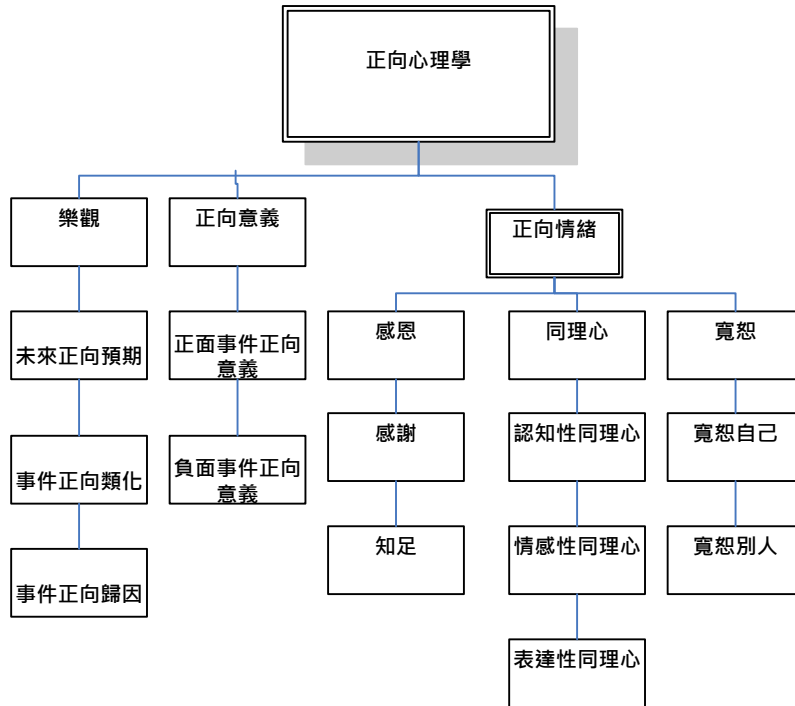 正向心理學
樂觀
正向意義
正向情緒
未來正向預期
正面事件正向
意義
感恩
同理心
寬恕
事件正向類化
負面事件正向
意義
感謝
認知性同理心
寬恕自己
事件正向歸因
知足
情感性同理心
寬恕別人
表達性同理心